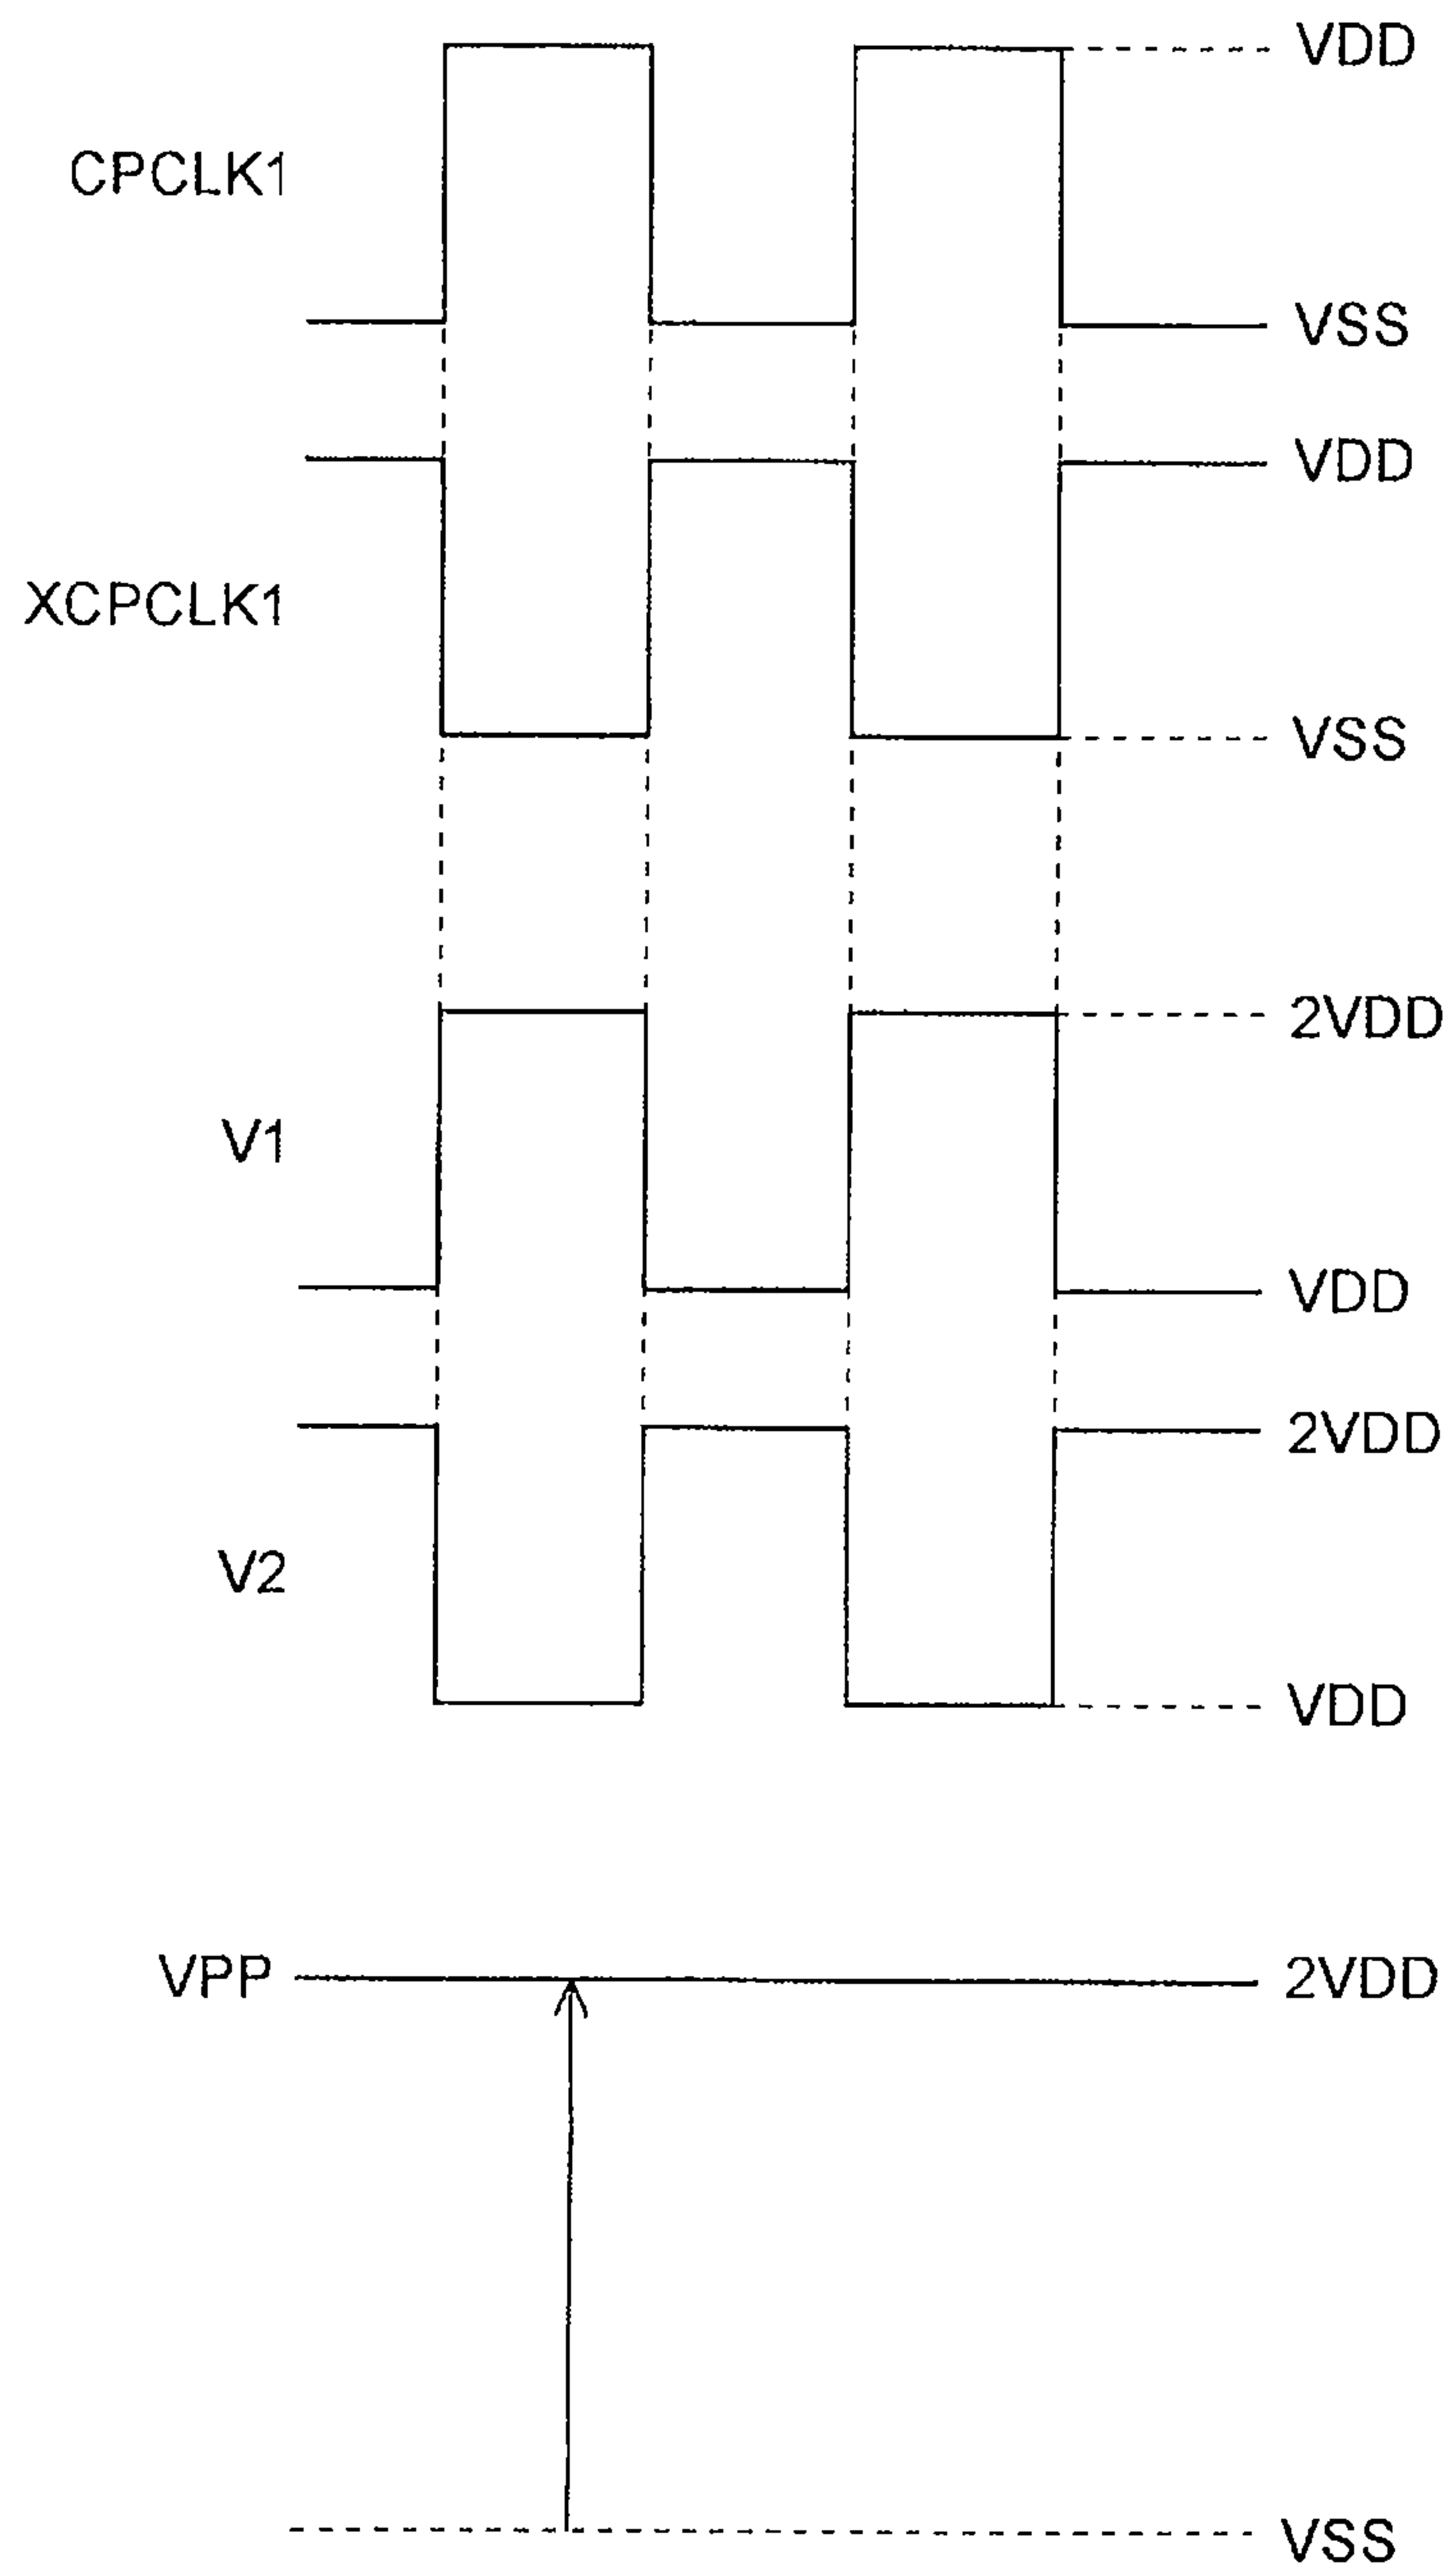 VDD
CPCLK1
VSS
VDD
XCPCLK1
VSS
2VDD
V1
VDD
2VDD
V2
VDD
VPP 2VDD
VSS